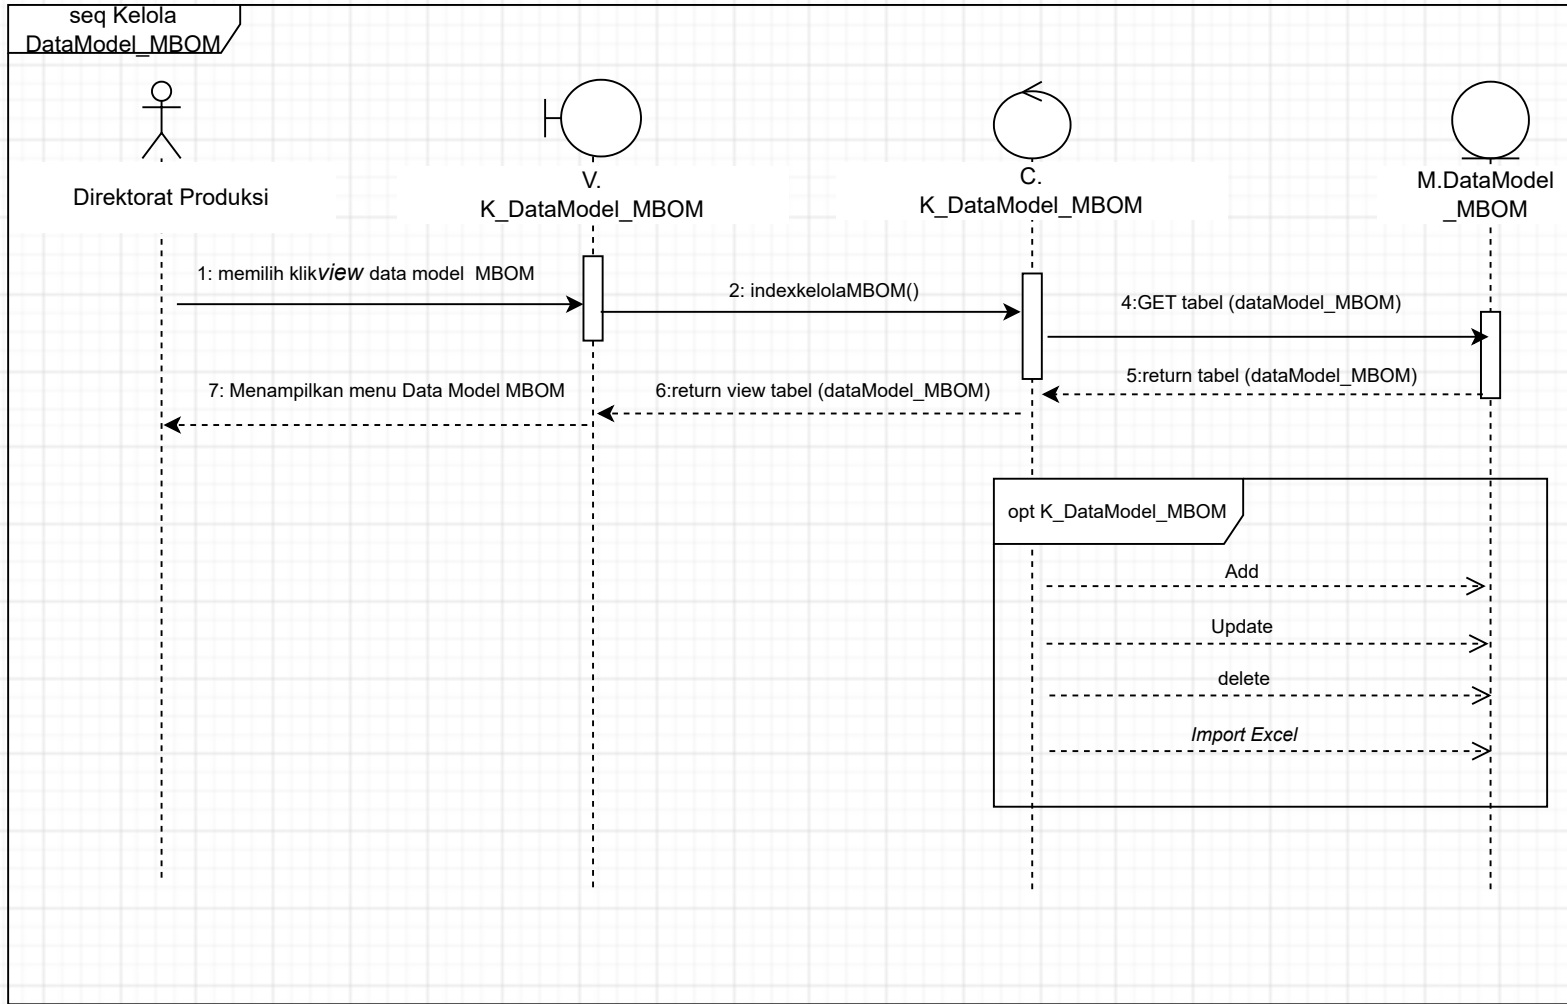 seq Kelola
DataModel_MBOM
Direktorat Produksi
V.
K_DataModel_MBOM
C.
K_DataModel_MBOM
M.DataModel
_MBOM
1: memilih klikview data model  MBOM
2: indexkelolaMBOM()
4:GET tabel (dataModel_MBOM)
5:return tabel (dataModel_MBOM)
6:return view tabel (dataModel_MBOM)
7: Menampilkan menu Data Model MBOM
opt K_DataModel_MBOM
Add
Update
delete
Import Excel